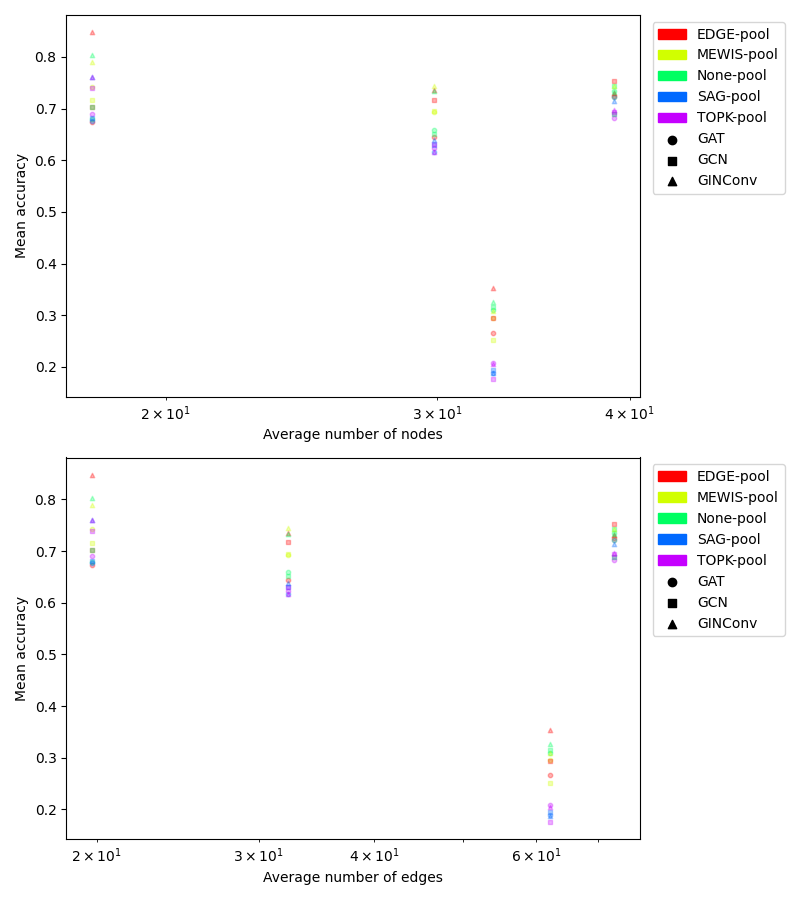 0.8
0.7
0.6
0.5
0.4
0.3
0.2
Mean accuracy
2 × 10¹
3 × 10¹
4 × 10¹
Average number of nodes
EDGE-pool
MEWIS-pool
None-pool
SAG-pool
TOPK-pool
GAT
GCN
GINConv
0.8
0.7
0.6
0.5
0.4
0.3
0.2
Mean accuracy
2 × 10¹
3 × 10¹
4 × 10¹
6 × 10¹
Average number of edges
EDGE-pool
MEWIS-pool
None-pool
SAG-pool
TOPK-pool
GAT
GCN
GINConv